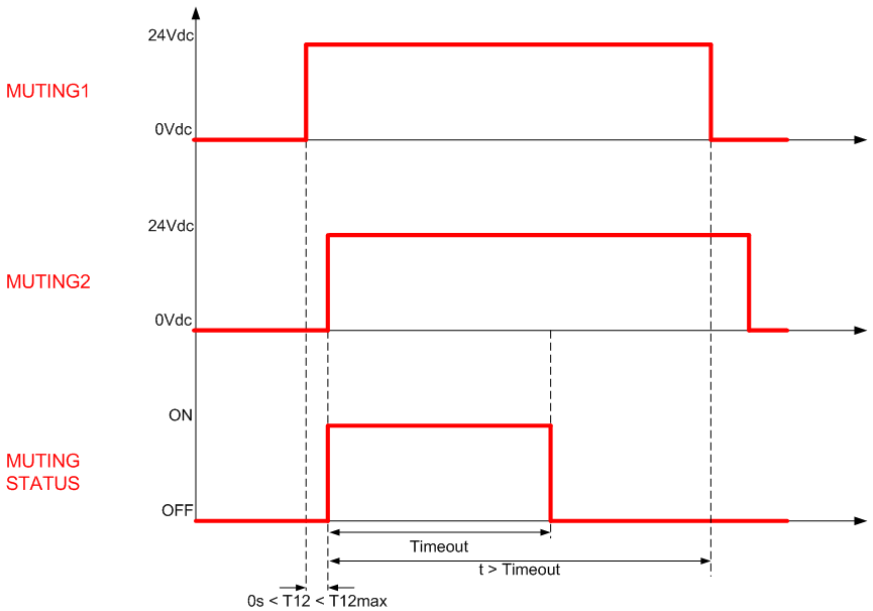 24Vdc
MUTING1
0Vdc
24Vdc
MUTING2
0Vdc
ON
MUTING
STATUS
OFF
Timeout
t > Timeout
0s < T12 < T12max